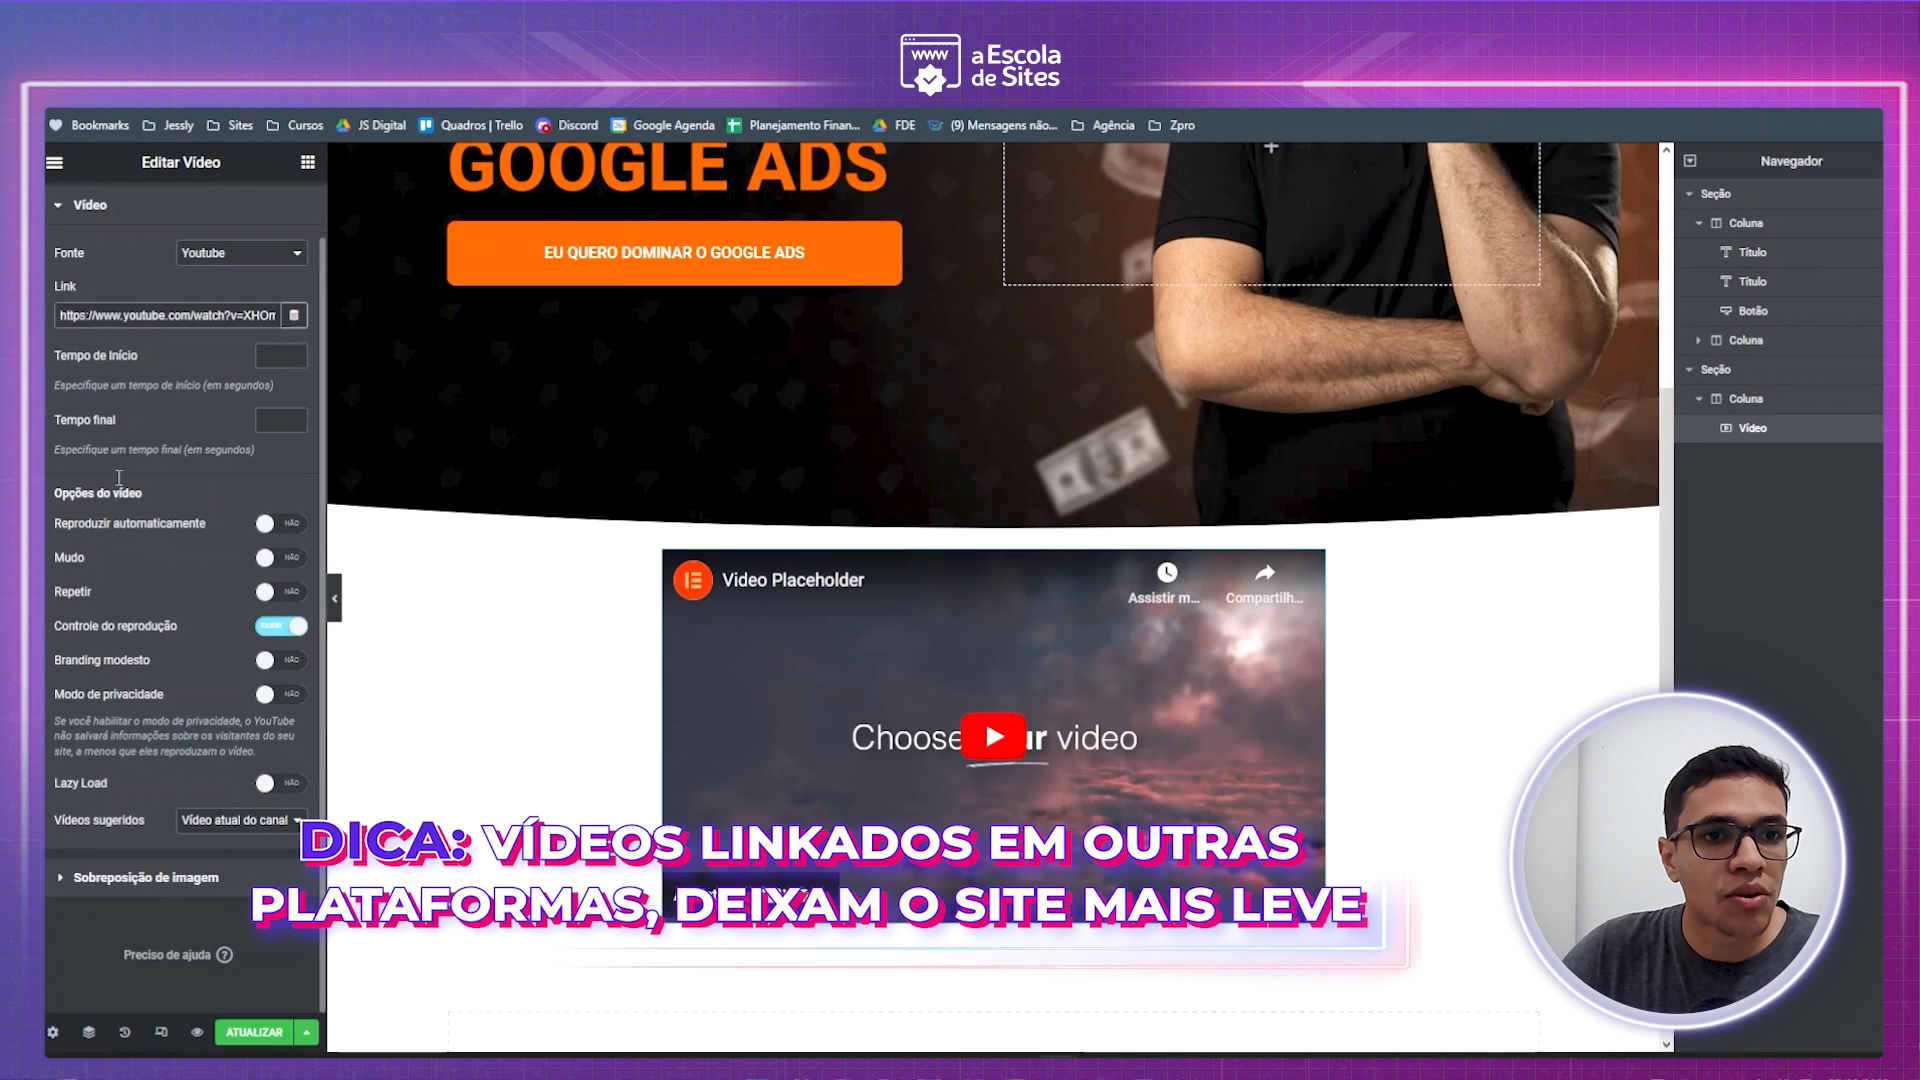 www
a Escola
de Sites
Bookmarks Jessly Sites Cursos JS Digital Quadros | Trello Discord Google Agenda Planejamento Finan... FDE (9) Mensagens não... Agência Zpro
Editar Vídeo
Vídeo
Fonte Youtube
Link
https://www.youtube.com/watch?v=XHOn
Tempo de Início
Especifique um tempo de início (em segundos)
Tempo final
Especifique um tempo final (em segundos)
Opções do vídeo
Reproduzir automaticamente NÃO
Mudo NÃO
Repetir NÃO
Controle do reprodução
Branding modesto NÃO
Modo de privacidade NÃO
Se você habilitar o modo de privacidade, o YouTube
não salvará informações sobre os visitantes do seu
site, a menos que eles reproduzam o vídeo.
Lazy Load NÃO
Vídeos sugeridos Vídeo atual do canal
Sobreposição de imagem
Preciso de ajuda ?
ATUALIZAR
GOOGLE ADS
EU QUERO DOMINAR O GOOGLE ADS
Video Placeholder
Assistir m... Compartilh...
Choose video
DICA: VÍDEOS LINKADOS EM OUTRAS
PLATAFORMAS, DEIXAM O SITE MAIS LEVE
Navegador
Seção
Coluna
Título
Título
Botão
Coluna
Seção
Coluna
Vídeo